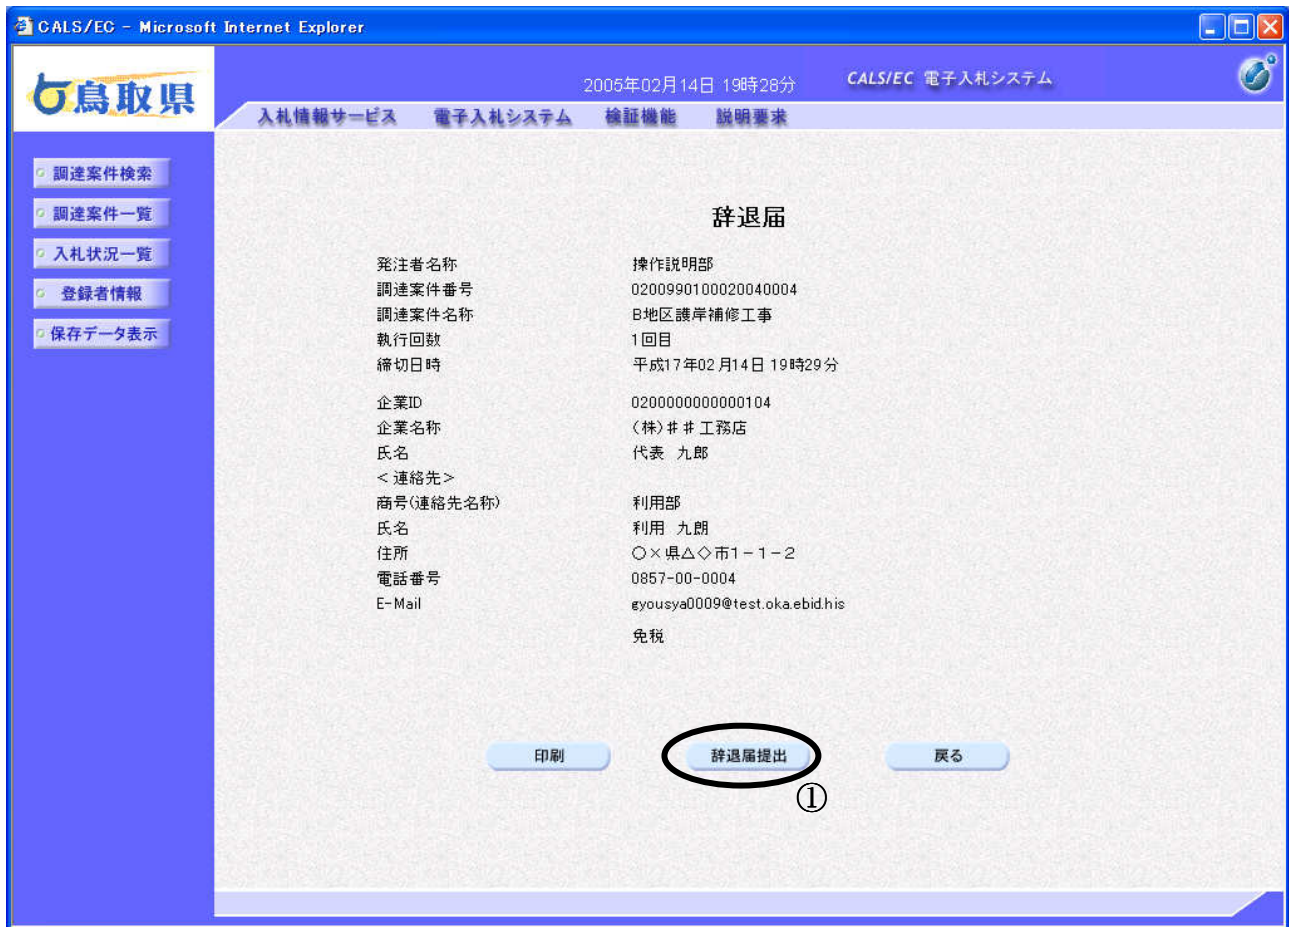 CALS/EC - Microsoft Internet Explorer
鳥取県
2005年02月14日 19時28分
CALS/EC 電子入札システム
入札情報サービス 電子入札システム 検証機能 説明要求
調達案件検索
調達案件一覧
入札状況一覧
登録者情報
保存データ表示
辞退届
発注者名称 操作説明部
調達案件番号 0200990100020040004
調達案件名称 B地区護岸補修工事
執行回数 1回目
締切日時 平成17年02月14日 19時29分
企業ID 0200000000000104
企業名称 (株)##工務店
氏名 代表 九郎
<連絡先>
商号(連絡先名称) 利用部
氏名 利用 九朗
住所 ○×県△◇市1-1-2
電話番号 0857-00-0004
E-Mail gyousya0009@test.oka.ebid.his
免税
印刷 辞退届提出 戻る
①